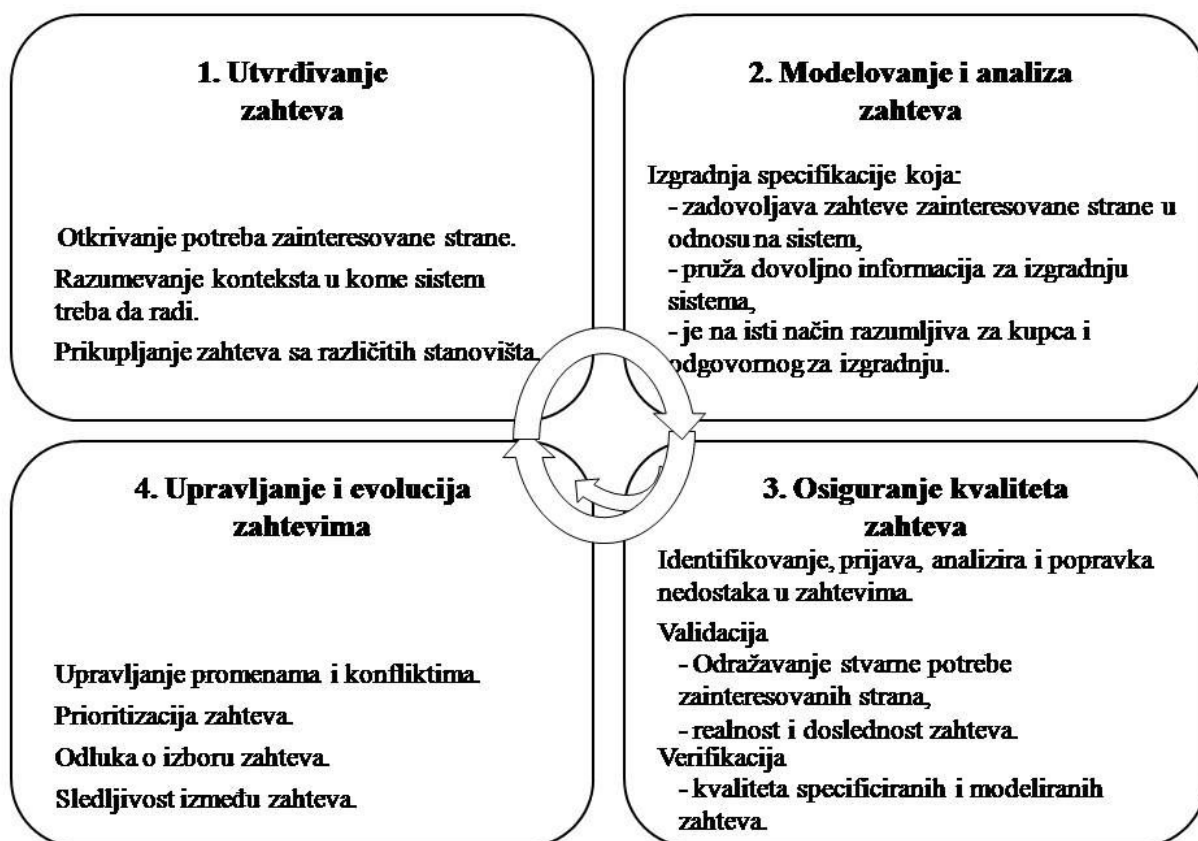 1. Utvrđivanje
zahteva
Otkrivanje potreba zainteresovane strane.
Razumevanje konteksta u kome sistem
treba da radi.
Prikupljanje zahteva sa različitih stanovišta.
2. Modelovanje i analiza
zahteva
Izgradnja specifikacije koja:
- zadovoljava zahteve zainteresovane strane u
odnosu na sistem,
- pruža dovoljno informacija za izgradnju
sistema,
- je na isti način razumljiva za kupca i
odgovornog za izgradnju.
3. Osiguranje kvaliteta
zahteva
Identifikovanje, prijava, analizira i popravka
nedostaka u zahtevima.
Validacija
- Odražavanje stvarne potrebe
zainteresovanih strana,
- realnost i doslednost zahteva.
Verifikacija
- kvaliteta specificiranih i modeliranih
zahteva.
4. Upravljanje i evolucija
zahtevima
Upravljanje promenama i konfliktima.
Prioritizacija zahteva.
Odluka o izboru zahteva.
Sledljivost između zahteva.